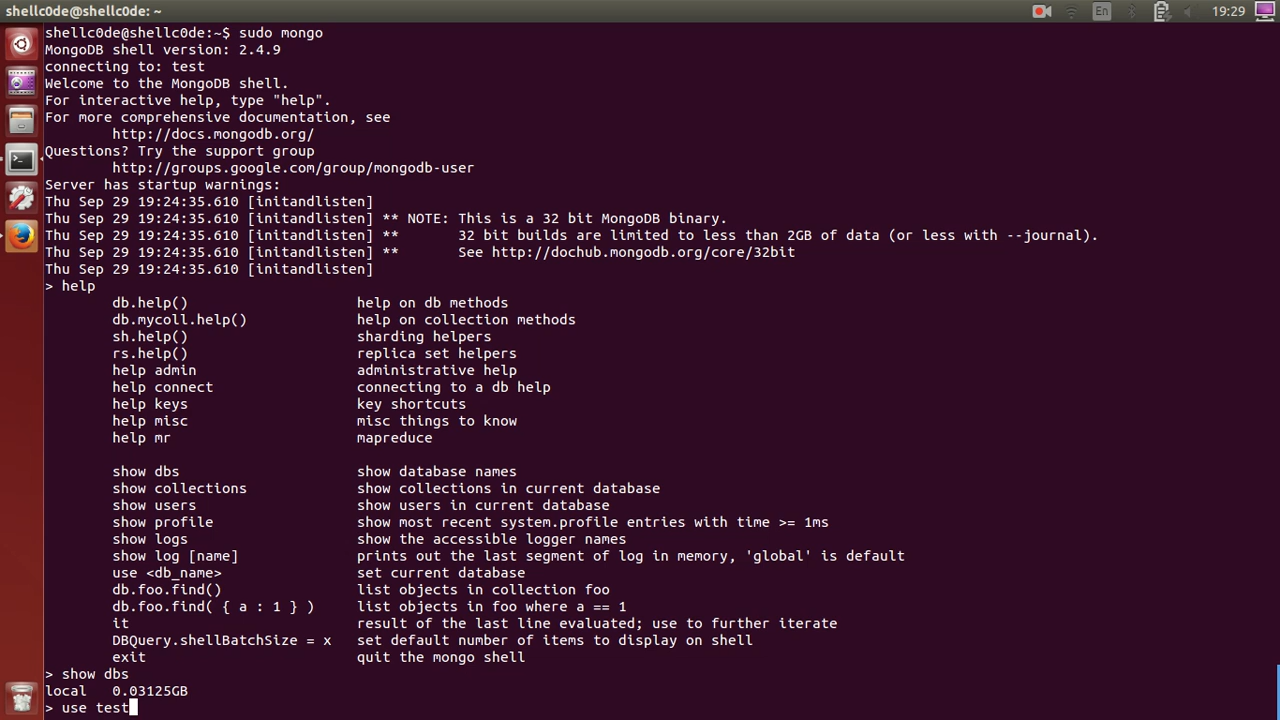 shellc0de@shellc0de: ~
En
19:29
shellc0de@shellc0de:~$ sudo mongo
MongoDB shell version: 2.4.9
connecting to: test
Welcome to the MongoDB shell.
For interactive help, type "help".
For more comprehensive documentation, see
        http://docs.mongodb.org/
Questions? Try the support group
        http://groups.google.com/group/mongodb-user
Server has startup warnings:
Thu Sep 29 19:24:35.610 [initandlisten]
Thu Sep 29 19:24:35.610 [initandlisten] ** NOTE: This is a 32 bit MongoDB binary.
Thu Sep 29 19:24:35.610 [initandlisten] **       32 bit builds are limited to less than 2GB of data (or less with --journal).
Thu Sep 29 19:24:35.610 [initandlisten] **       See http://dochub.mongodb.org/core/32bit
Thu Sep 29 19:24:35.610 [initandlisten]
> help
        db.help()                    help on db methods
        db.mycoll.help()             help on collection methods
        sh.help()                    sharding helpers
        rs.help()                    replica set helpers
        help admin                   administrative help
        help connect                 connecting to a db help
        help keys                    key shortcuts
        help misc                    misc things to know
        help mr                      mapreduce
        show dbs                     show database names
        show collections             show collections in current database
        show users                   show users in current database
        show profile                 show most recent system.profile entries with time >= 1ms
        show logs                    show the accessible logger names
        show log [name]              prints out the last segment of log in memory, 'global' is default
        use <db_name>                set current database
        db.foo.find()                list objects in collection foo
        db.foo.find( { a : 1 } )     list objects in foo where a == 1
        it                           result of the last line evaluated; use to further iterate
        DBQuery.shellBatchSize = x   set default number of items to display on shell
        exit                         quit the mongo shell
> show dbs
local   0.03125GB
> use test